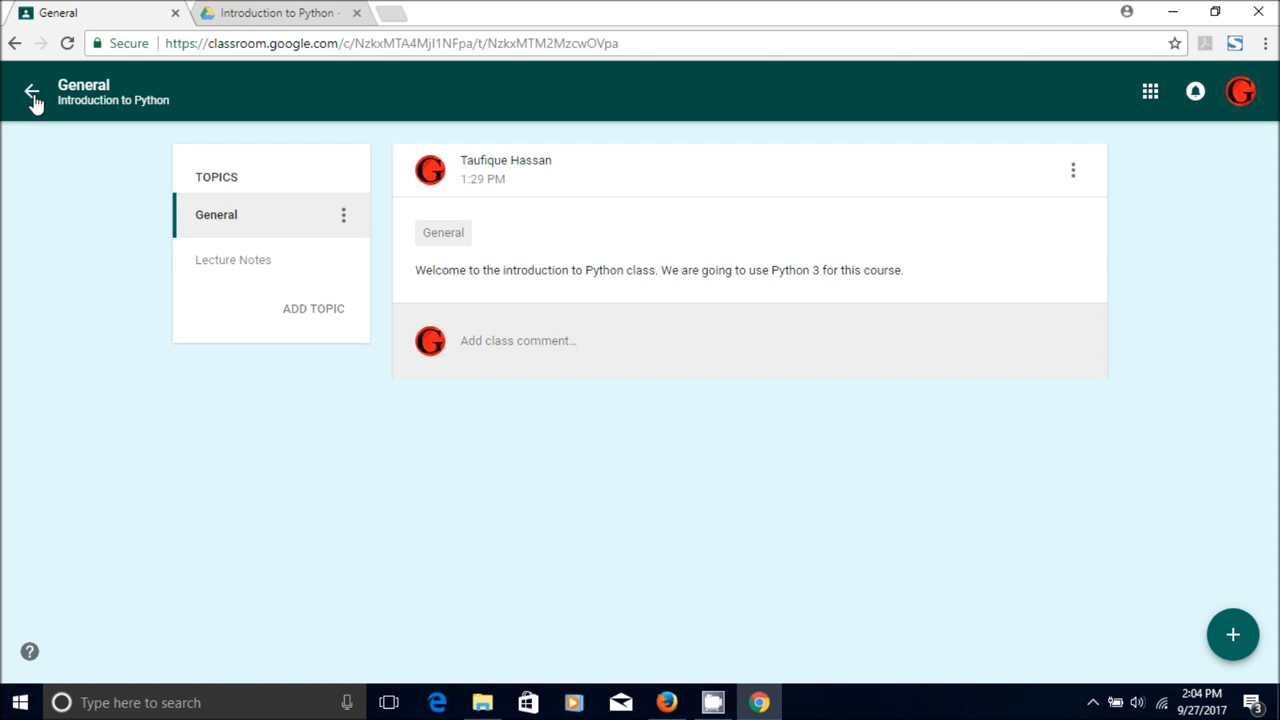 General
Introduction to Python -
Secure
https://classroom.google.com/c/NzkxMTA4MjI1NFpa/t/NzkxMTM2MzcwOVpa
General
Introduction to Python
G
TOPICS
General
Lecture Notes
ADD TOPIC
G
Taufique Hassan
1:29 PM
General
Welcome to the introduction to Python class. We are going to use Python 3 for this course.
G
Add class comment...
+
?
Type here to search
2:04 PM
9/27/2017
3